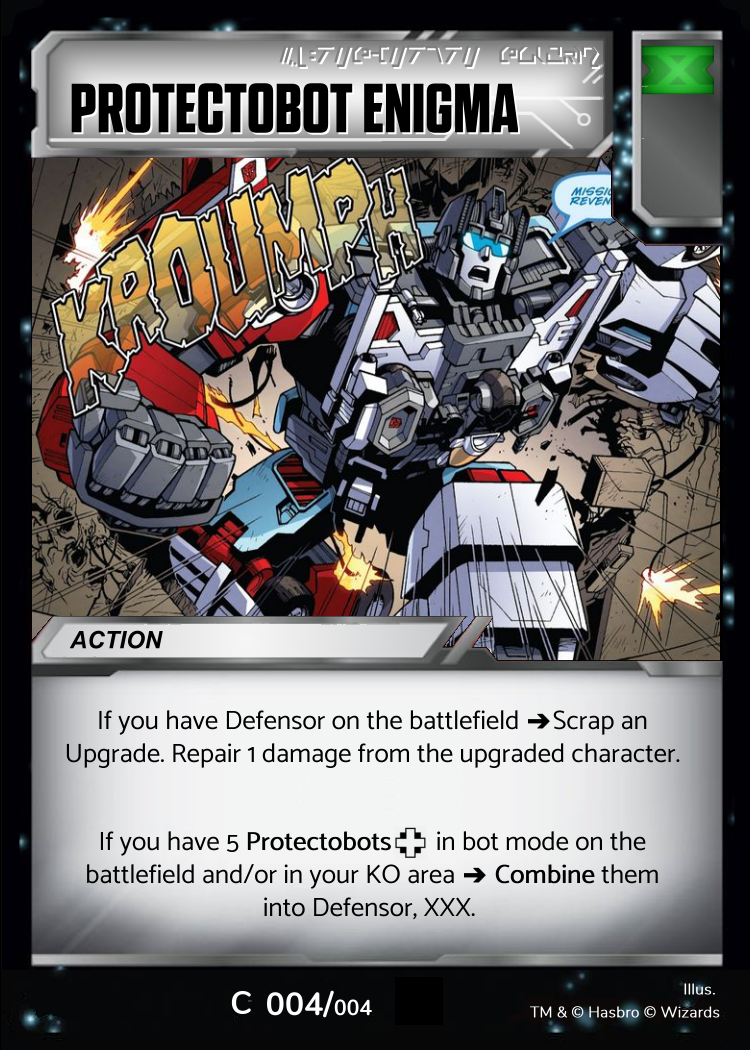 PROTECTOBOT ENIGMA
KROUMPH
MISSIO
REVEN
ACTION
If you have Defensor on the battlefield ➔Scrap an
Upgrade. Repair 1 damage from the upgraded character.
If you have 5 Protectobots in bot mode on the
battlefield and/or in your KO area ➔ Combine them
into Defensor, XXX.
C 004/004
Illus.
TM & © Hasbro © Wizards